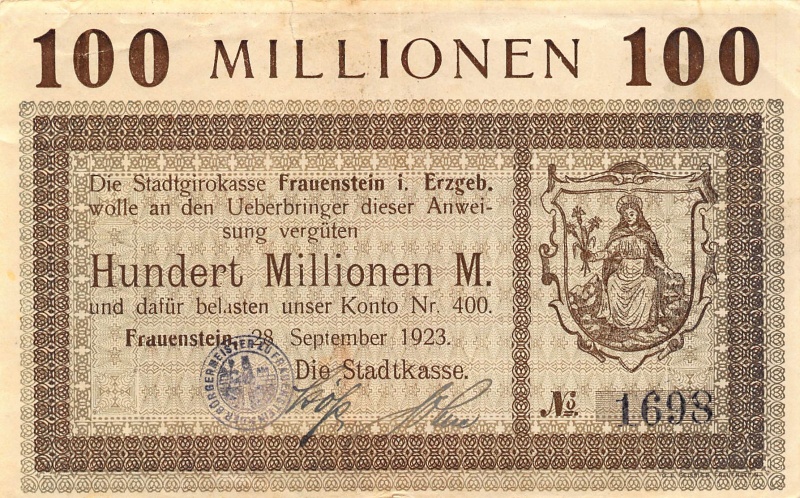 100 MILLIONEN 100
Die Stadtgirokasse Frauenstein i. Erzgeb.
wolle an den Ueberbringer dieser Anwei-
sung vergüten
Hundert Millionen M.
und dafür belasten unser Konto Nr. 400.
Frauenstein, 28. September 1923.
Die Stadtkasse.
No 1698